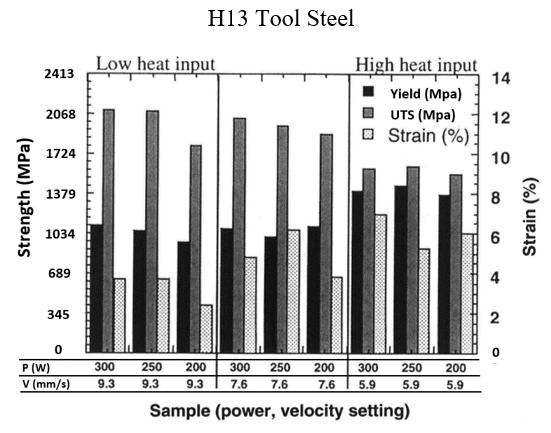 H13 Tool Steel
Low heat input
High heat input
2413
2068
1724
1379
1034
689
345
0
Strength (MPa)
14
12
10
8
6
4
2
0
Strain (%)
Yield (Mpa)
UTS (Mpa)
Strain (%)
P (W) 300 250 200 300 250 200 300 250 200
V (mm/s) 9.3 9.3 9.3 7.6 7.6 7.6 5.9 5.9 5.9
Sample (power, velocity setting)